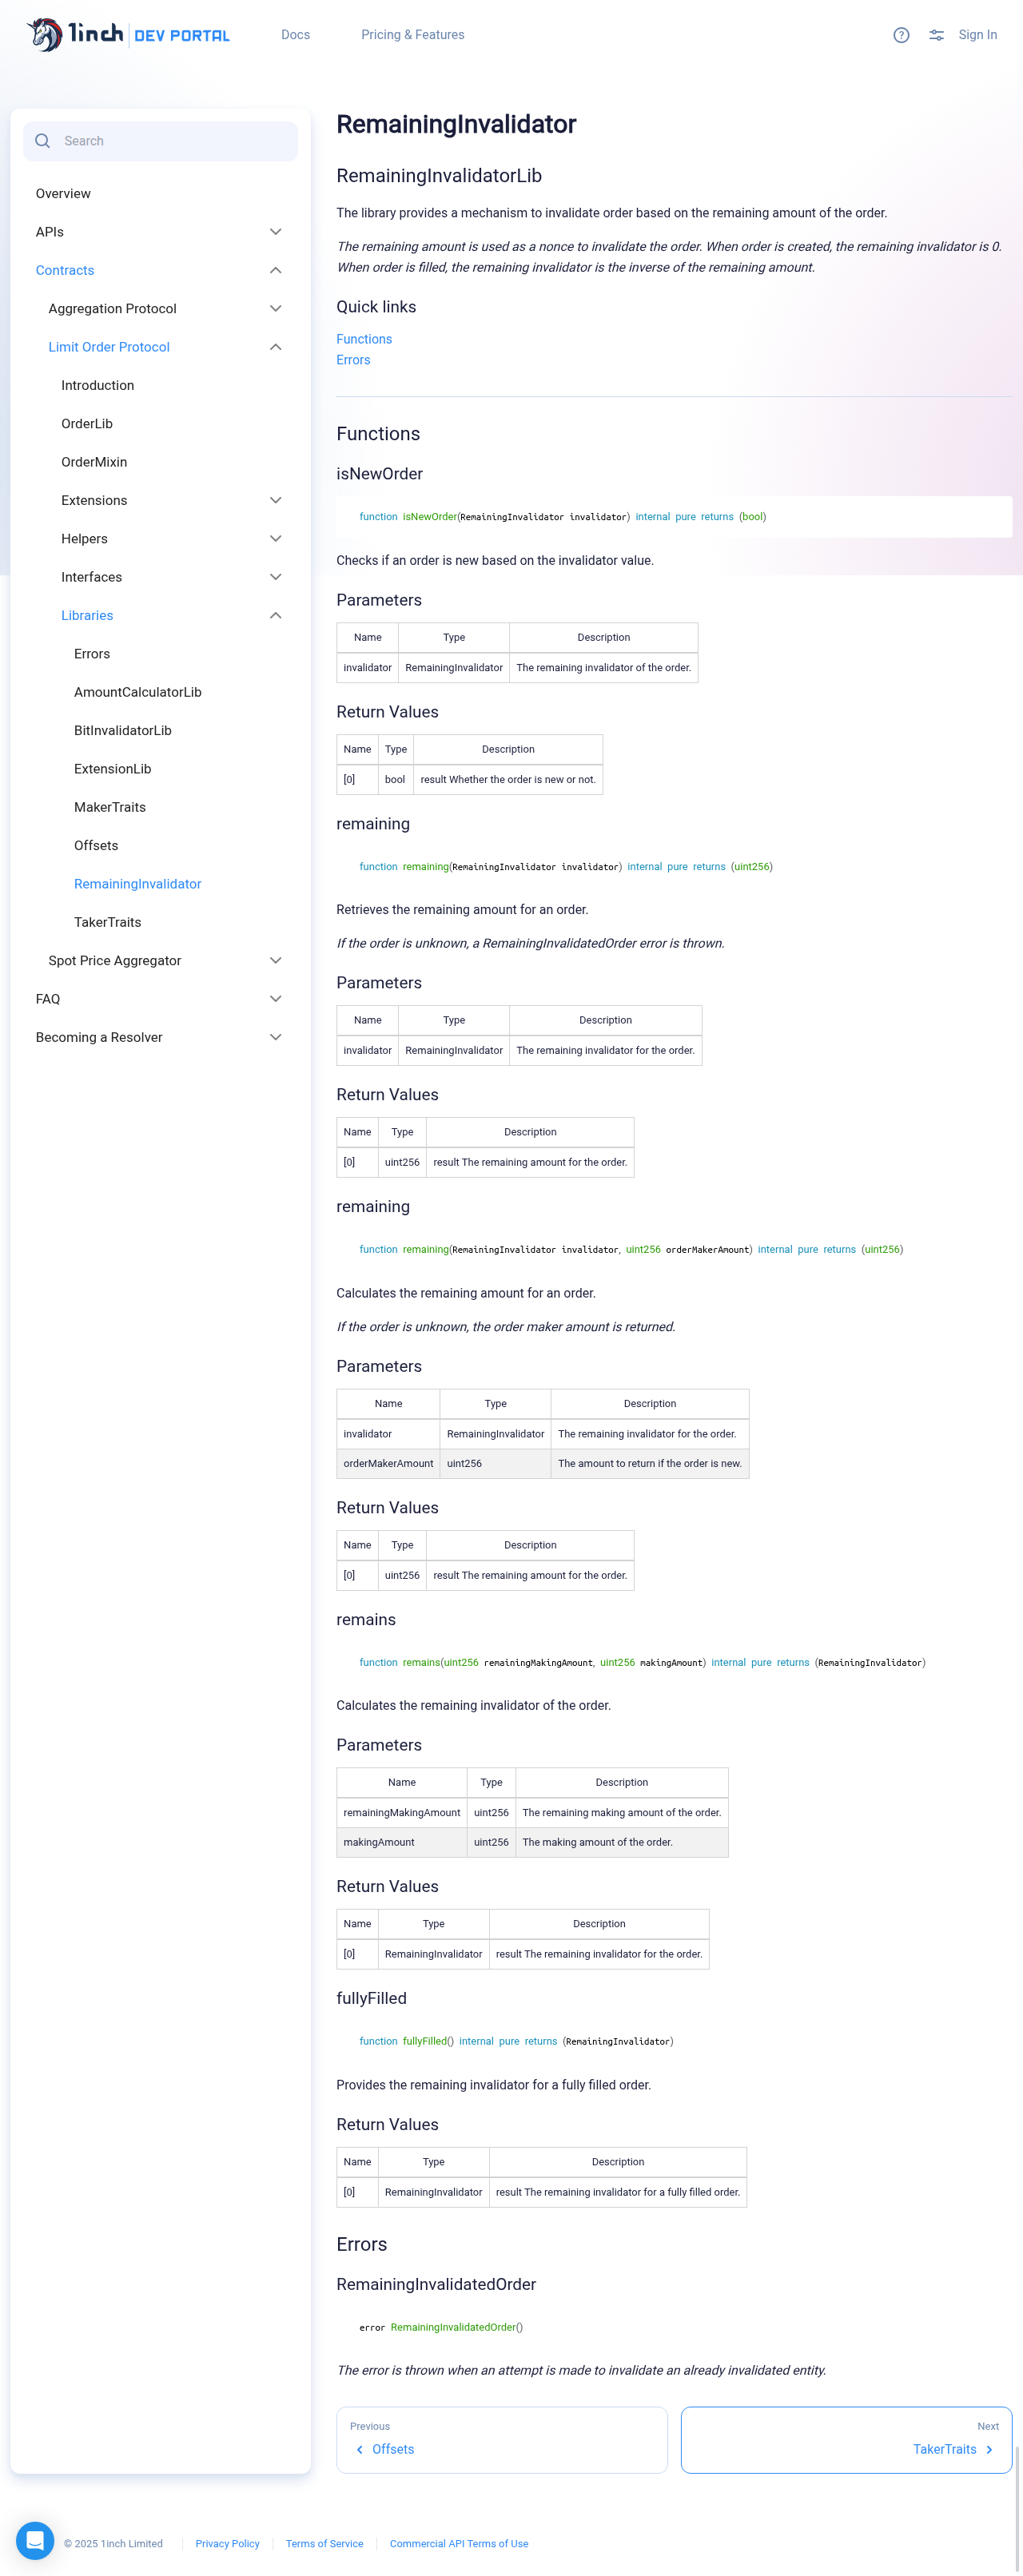 1inch DEV PORTAL
Docs
Pricing & Features
Sign In
Search
Overview
APIs
Contracts
Aggregation Protocol
Limit Order Protocol
Introduction
OrderLib
OrderMixin
Extensions
Helpers
Interfaces
Libraries
Errors
AmountCalculatorLib
BitInvalidatorLib
ExtensionLib
MakerTraits
Offsets
RemainingInvalidator
TakerTraits
Spot Price Aggregator
FAQ
Becoming a Resolver
RemainingInvalidator
RemainingInvalidatorLib
The library provides a mechanism to invalidate order based on the remaining amount of the order.
The remaining amount is used as a nonce to invalidate the order. When order is created, the remaining invalidator is 0.
When order is filled, the remaining invalidator is the inverse of the remaining amount.
Quick links
Functions
Errors
Functions
isNewOrder
function isNewOrder(RemainingInvalidator invalidator) internal pure returns (bool)
Checks if an order is new based on the invalidator value.
Parameters
Name Type Description
invalidator RemainingInvalidator The remaining invalidator of the order.
Return Values
Name Type Description
[0] bool result Whether the order is new or not.
remaining
function remaining(RemainingInvalidator invalidator) internal pure returns (uint256)
Retrieves the remaining amount for an order.
If the order is unknown, a RemainingInvalidatedOrder error is thrown.
Parameters
Name Type Description
invalidator RemainingInvalidator The remaining invalidator for the order.
Return Values
Name Type Description
[0] uint256 result The remaining amount for the order.
remaining
function remaining(RemainingInvalidator invalidator, uint256 orderMakerAmount) internal pure returns (uint256)
Calculates the remaining amount for an order.
If the order is unknown, the order maker amount is returned.
Parameters
Name Type Description
invalidator RemainingInvalidator The remaining invalidator for the order.
orderMakerAmount uint256 The amount to return if the order is new.
Return Values
Name Type Description
[0] uint256 result The remaining amount for the order.
remains
function remains(uint256 remainingMakingAmount, uint256 makingAmount) internal pure returns (RemainingInvalidator)
Calculates the remaining invalidator of the order.
Parameters
Name Type Description
remainingMakingAmount uint256 The remaining making amount of the order.
makingAmount uint256 The making amount of the order.
Return Values
Name Type Description
[0] RemainingInvalidator result The remaining invalidator for the order.
fullyFilled
function fullyFilled() internal pure returns (RemainingInvalidator)
Provides the remaining invalidator for a fully filled order.
Return Values
Name Type Description
[0] RemainingInvalidator result The remaining invalidator for a fully filled order.
Errors
RemainingInvalidatedOrder
error RemainingInvalidatedOrder()
The error is thrown when an attempt is made to invalidate an already invalidated entity.
Previous
Offsets
Next
TakerTraits
© 2025 1inch Limited
Privacy Policy
Terms of Service
Commercial API Terms of Use